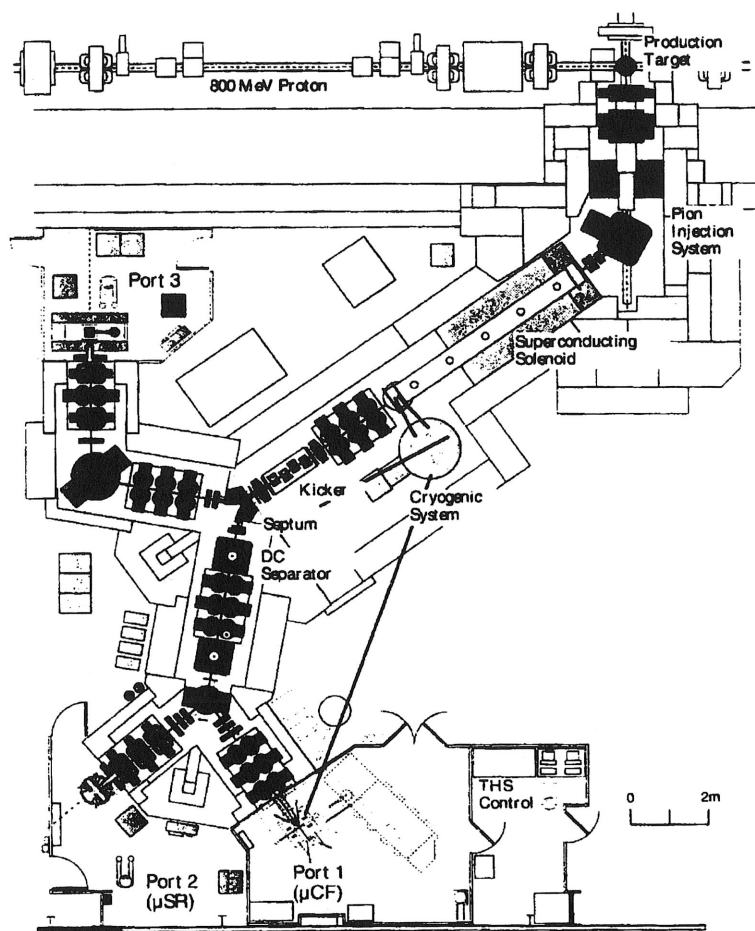 Production
Target
800 MeV Proton
Pion
Injection
System
Port 3
Superconducting
Solenoid
Kicker
Cryogenic
System
Septum
DC
Separator
THS
Control
0 2m
Port 1
(μCF)
Port 2
(μSR)